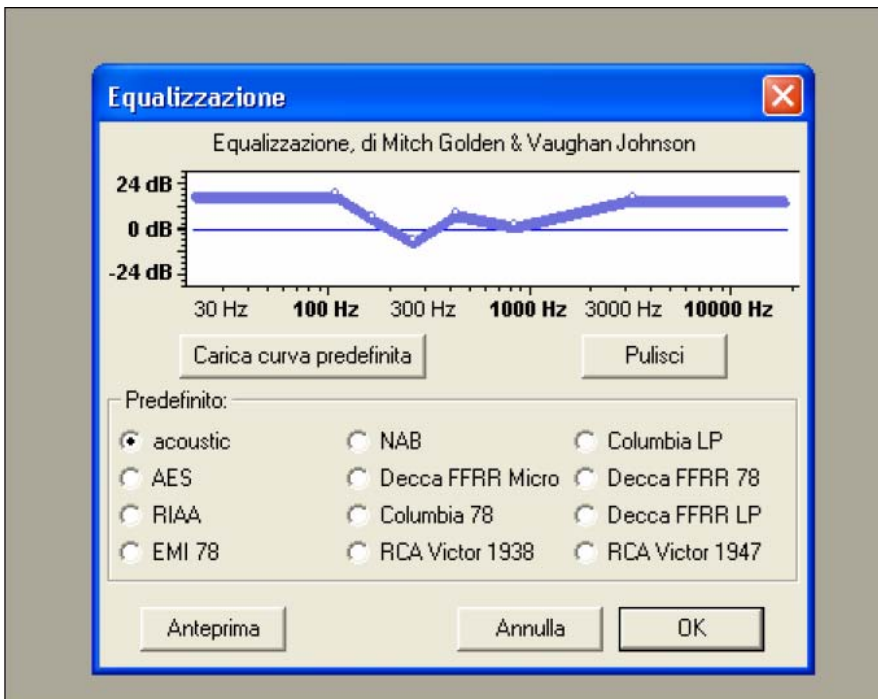 Equalizzazione
Equalizzazione, di Mitch Golden & Vaughan Johnson
24 dB
0 dB
-24 dB
30 Hz 100 Hz 300 Hz 1000 Hz 3000 Hz 10000 Hz
Carica curva predefinita Pulisci
Predefinito:
acoustic NAB Columbia LP
AES Decca FFRR Micro Decca FFRR 78
RIAA Columbia 78 Decca FFRR LP
EMI 78 RCA Victor 1938 RCA Victor 1947
Anteprima Annulla OK